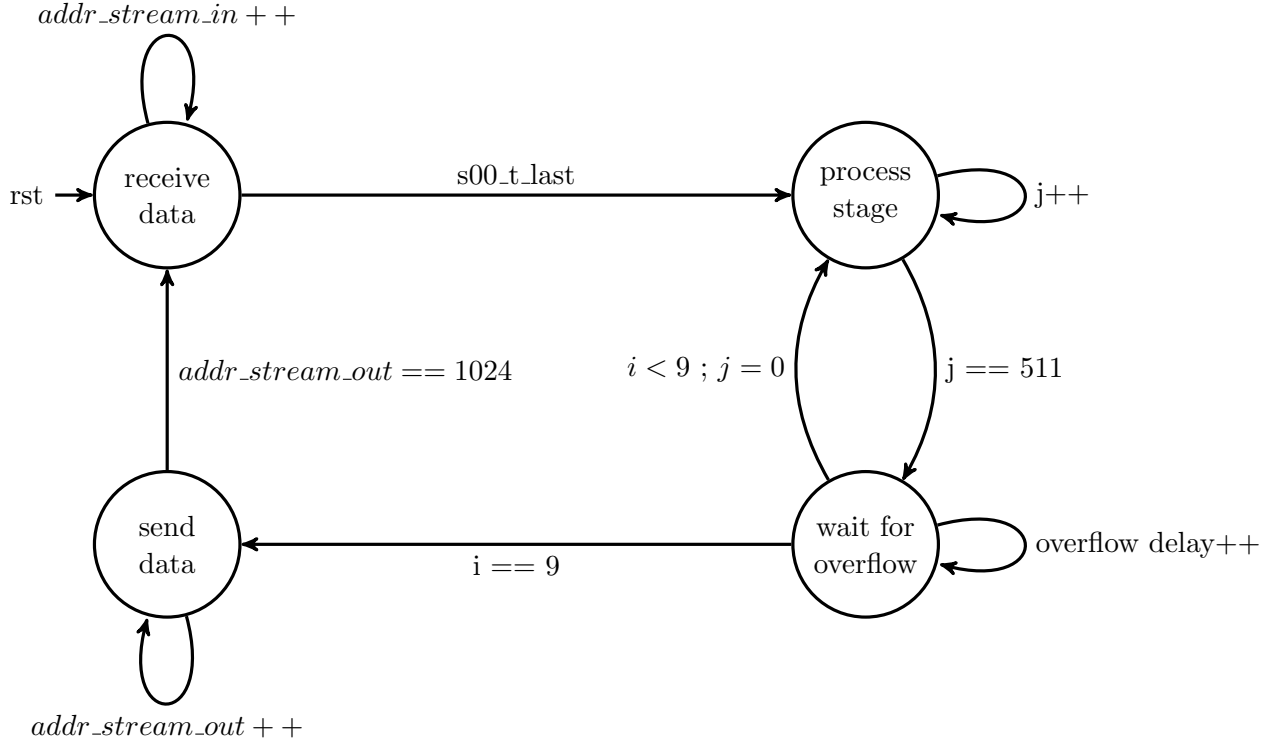 addr_stream_in + +
receive
data
rst
s00_t_last
process
stage
j++
addr_stream_out == 1024
i < 9 ; j = 0
j == 511
send
data
i == 9
wait for
overflow
overflow delay++
addr_stream_out + +